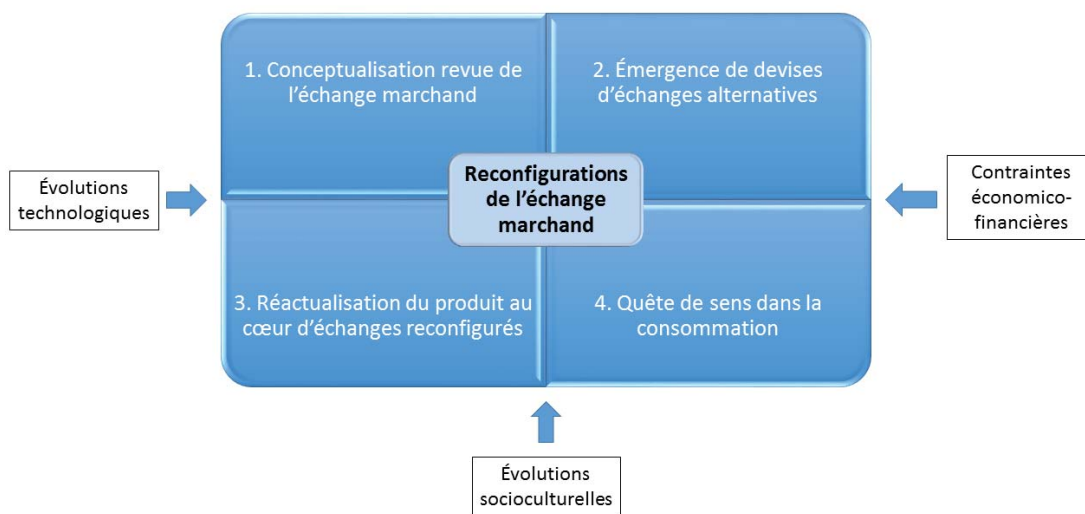 1. Conceptualisation revue de
l’échange marchand
2. Émergence de devises
d’échanges alternatives
Reconfigurations
de l’échange
marchand
Évolutions
technologiques
Contraintes
économico-
financières
3. Réactualisation du produit au
cœur d’échanges reconfigurés
4. Quête de sens dans la
consommation
Évolutions
socioculturelles